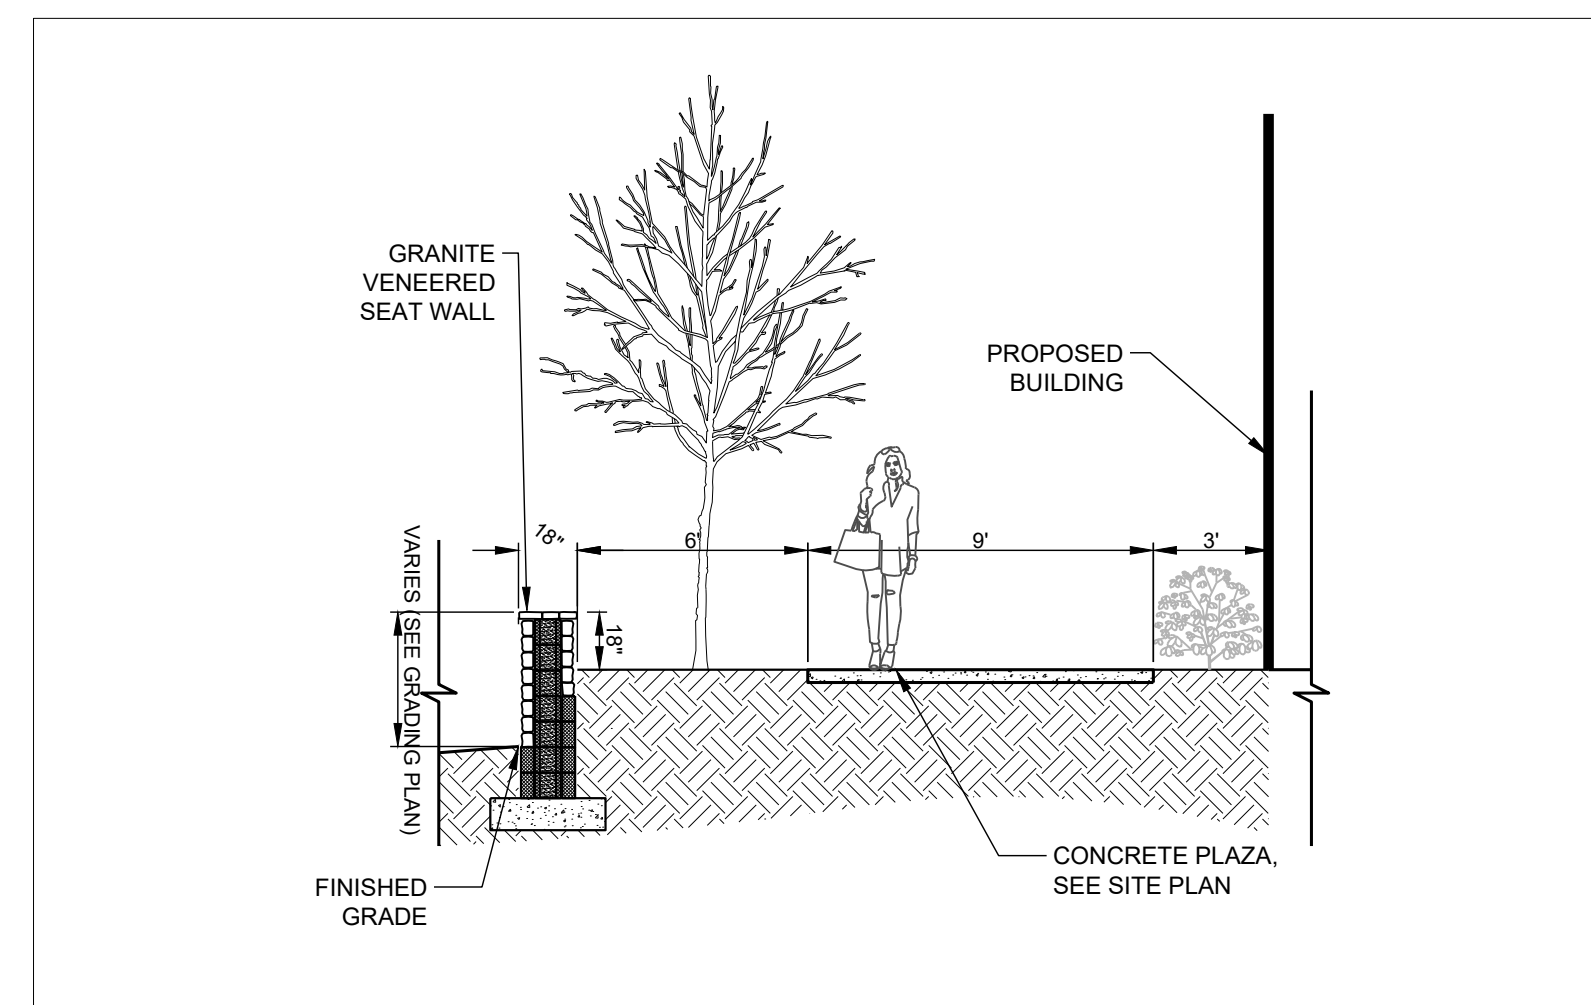 GRANITE
VENEERED
SEAT WALL
PROPOSED
BUILDING
18"
6'
9'
3'
18"
VARIES (SEE GRADING PLAN)
CONCRETE PLAZA,
SEE SITE PLAN
FINISHED
GRADE